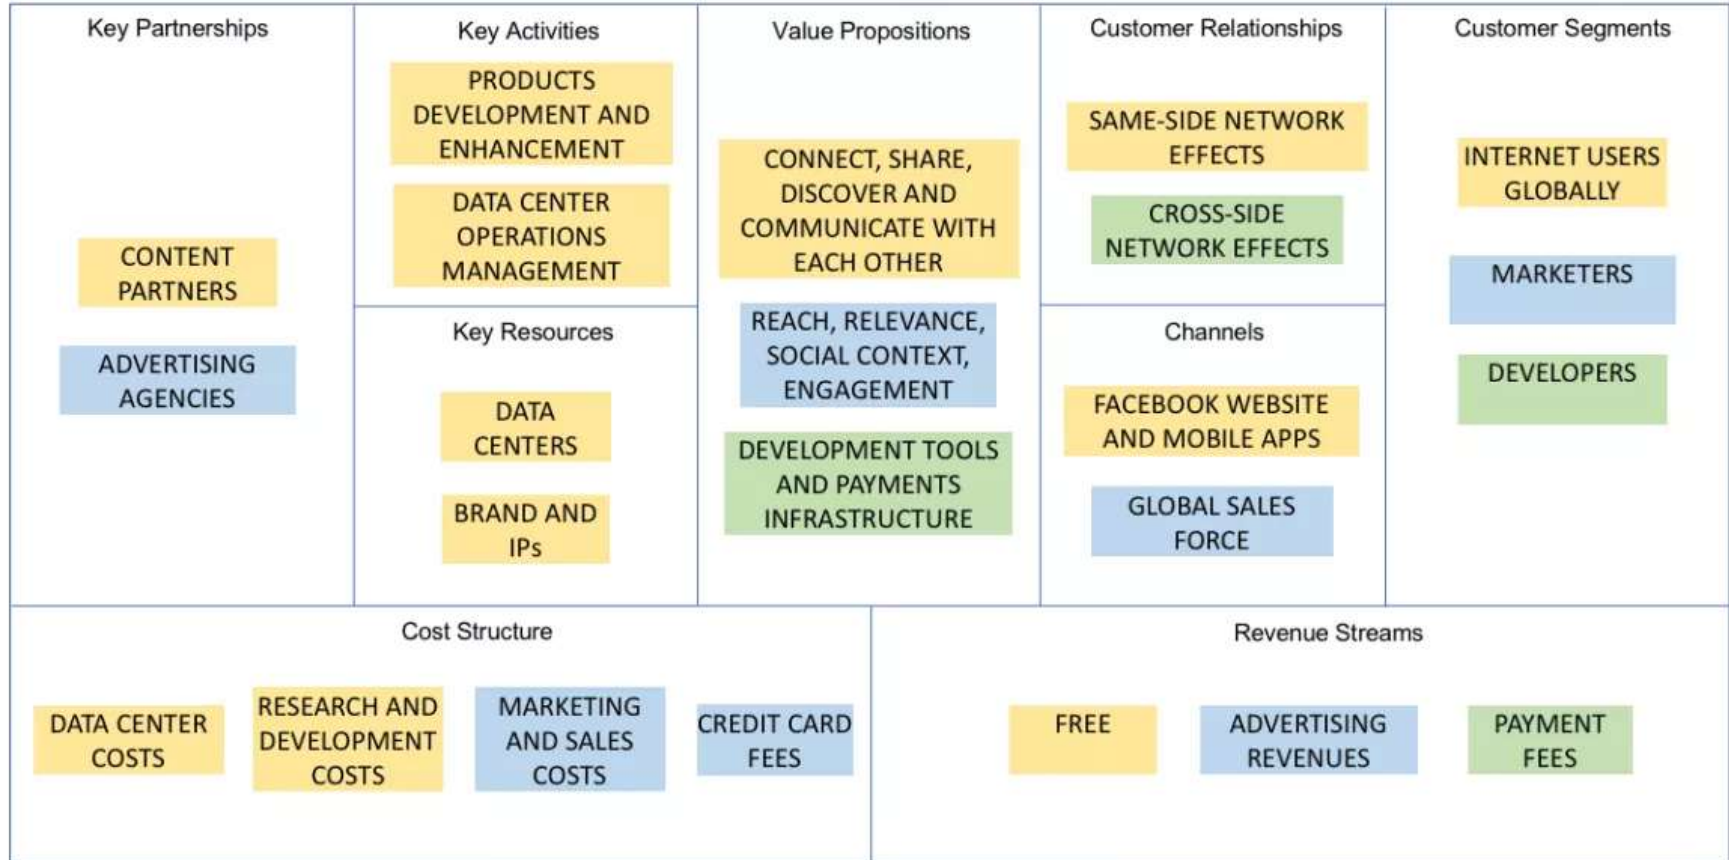 Key Partnerships
CONTENT
PARTNERS
ADVERTISING
AGENCIES
Key Activities
PRODUCTS
DEVELOPMENT AND
ENHANCEMENT
DATA CENTER
OPERATIONS
MANAGEMENT
Key Resources
DATA
CENTERS
BRAND AND
IPs
Value Propositions
CONNECT, SHARE,
DISCOVER AND
COMMUNICATE WITH
EACH OTHER
REACH, RELEVANCE,
SOCIAL CONTEXT,
ENGAGEMENT
DEVELOPMENT TOOLS
AND PAYMENTS
INFRASTRUCTURE
Customer Relationships
SAME-SIDE NETWORK
EFFECTS
CROSS-SIDE
NETWORK EFFECTS
Channels
FACEBOOK WEBSITE
AND MOBILE APPS
GLOBAL SALES
FORCE
Customer Segments
INTERNET USERS
GLOBALLY
MARKETERS
DEVELOPERS
Cost Structure
DATA CENTER
COSTS
RESEARCH AND
DEVELOPMENT
COSTS
MARKETING
AND SALES
COSTS
CREDIT CARD
FEES
Revenue Streams
FREE
ADVERTISING
REVENUES
PAYMENT
FEES